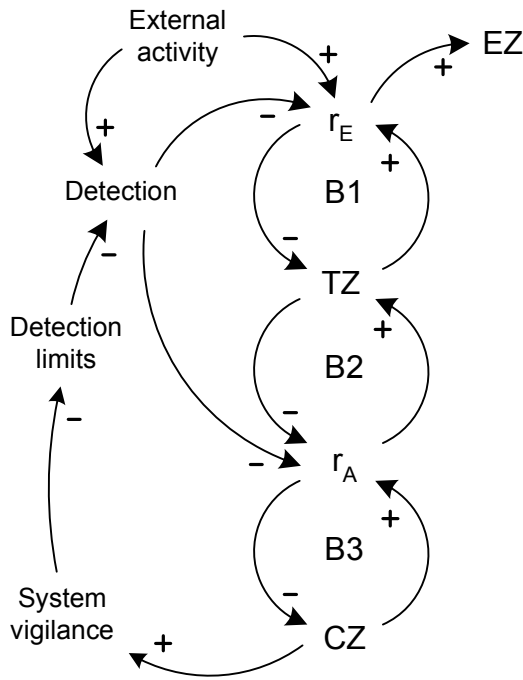 External
activity
EZ
+
+
+
r_E
−
+
+
Detection
B1
−
−
TZ
Detection
limits
+
B2
−
−
−
r_A
+
B3
System
vigilance
−
+
CZ